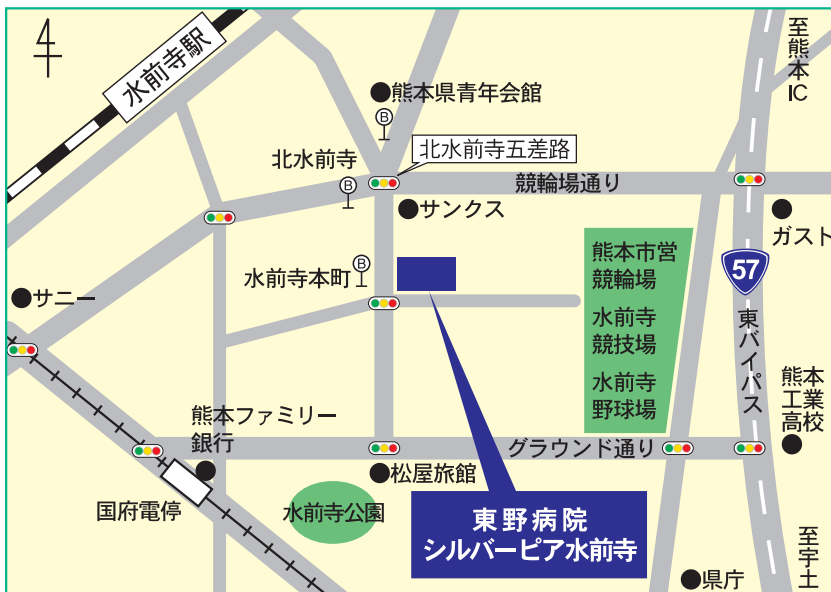 水前寺駅
熊本県青年会館
B
北水前寺
B
北水前寺五差路
競輪場通り
サンクス
至熊本IC
ガスト
水前寺本町
B
サニー
熊本市営
競輪場
水前寺
競技場
水前寺
野球場
57
東バイパス
熊本
工業
高校
熊本ファミリー
銀行
グラウンド通り
松屋旅館
国府電停
水前寺公園
東野病院
シルバーピア水前寺
県庁
至宇土